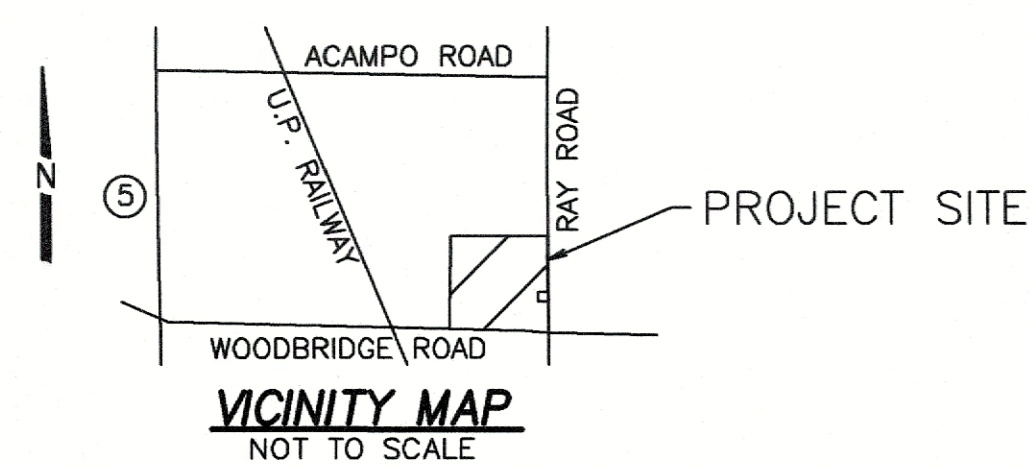 ACAMPO ROAD
U.P. RAILWAY
RAY ROAD
N
5
PROJECT SITE
WOODBRIDGE ROAD
VICINITY MAP
NOT TO SCALE